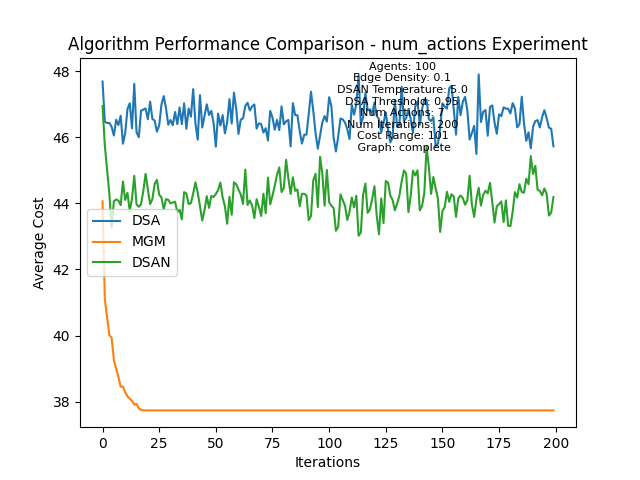 Algorithm Performance Comparison - num_actions Experiment
Agents: 100
Edge Density: 0.1
DSAN Temperature: 5.0
DSA Threshold: 0.95
Num Actions:
Num Iterations: 200
Cost Range: 101
Graph: complete
48
46
44
42
40
38
Average Cost
DSA
MGM
DSAN
0
25
50
75
100
125
150
175
200
Iterations